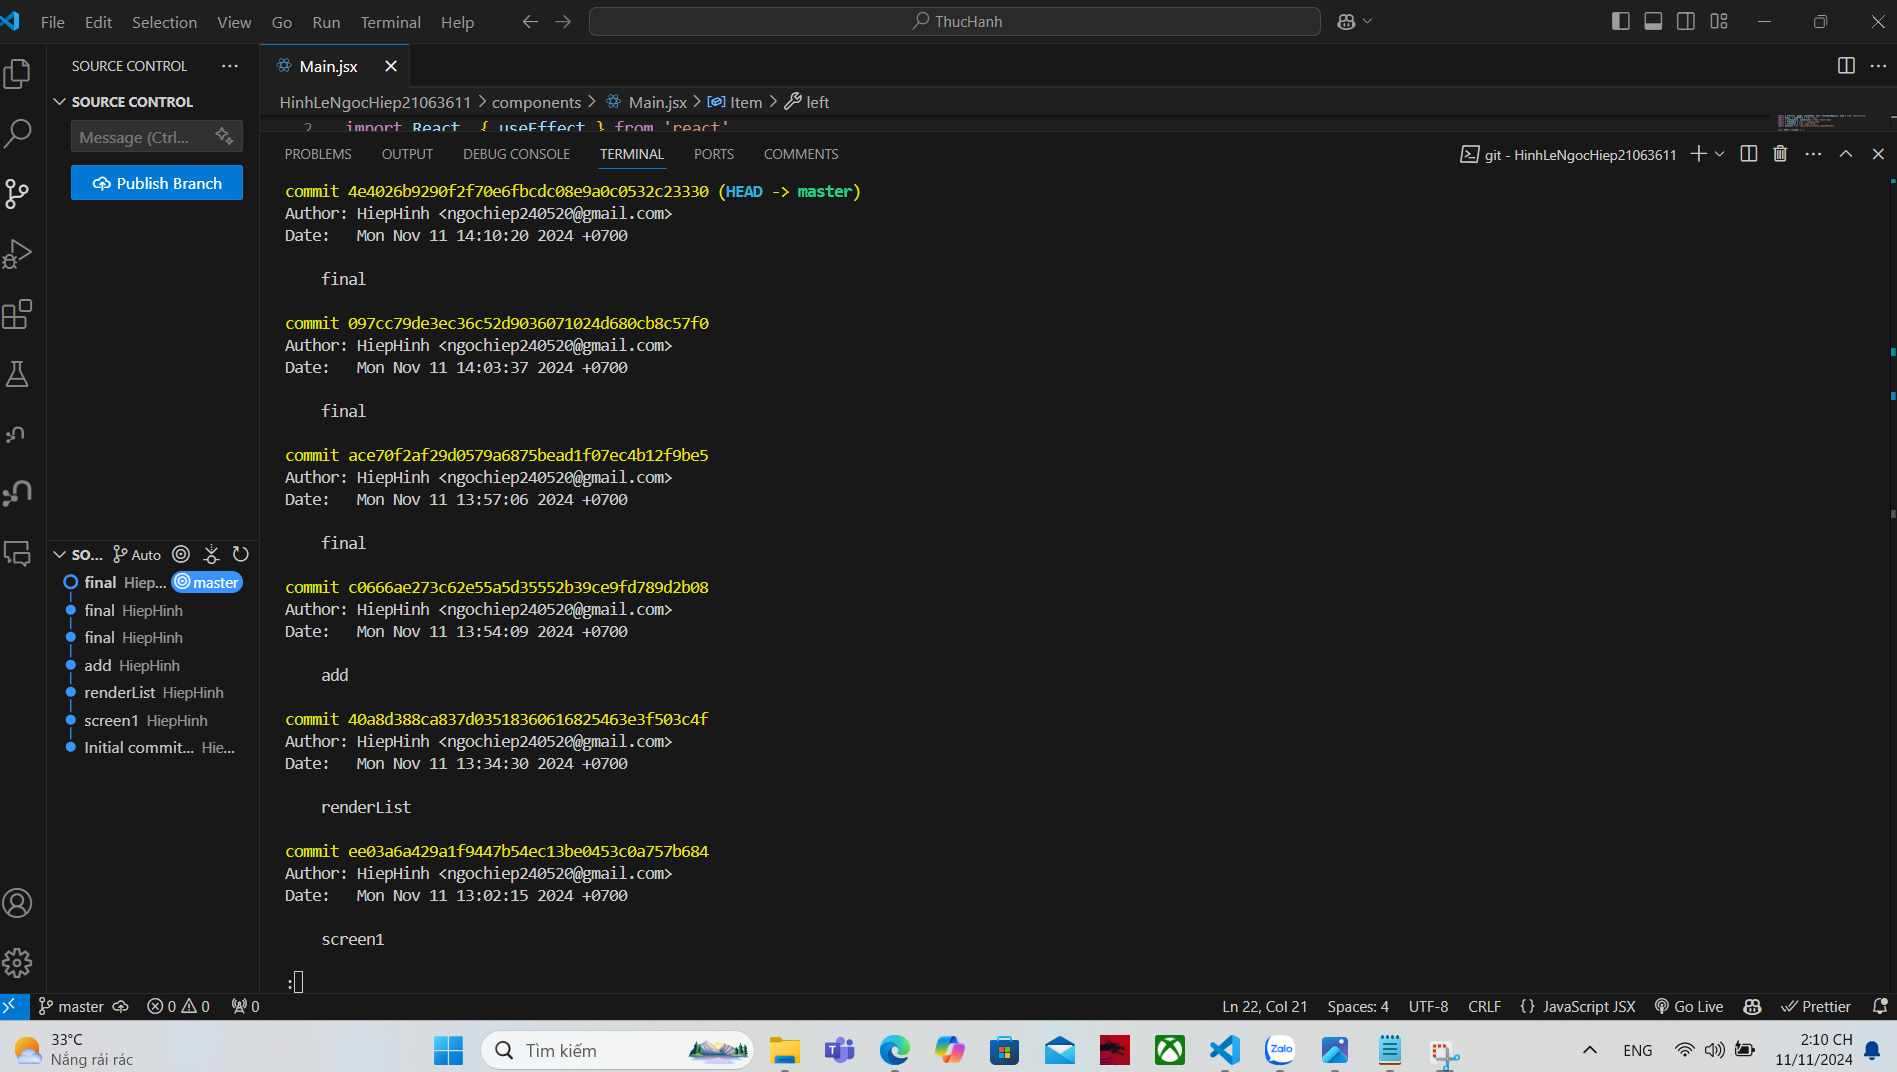 File Edit Selection View Go Run Terminal Help
ThucHanh
SOURCE CONTROL
Main.jsx
SOURCE CONTROL
HinhLeNgocHiep21063611 > components > Main.jsx > Item > left
Message (Ctrl...
2 import React, { useEffect } from 'react'
Publish Branch
PROBLEMS OUTPUT DEBUG CONSOLE TERMINAL PORTS COMMENTS
git - HinhLeNgocHiep21063611
commit 4e4026b9290f2f70e6fbcdc08e9a0c0532c23330 (HEAD -> master)
Author: HiepHinh <ngochiep240520@gmail.com>
Date:   Mon Nov 11 14:10:20 2024 +0700
final
commit 097cc79de3ec36c52d9036071024d680cb8c57f0
Author: HiepHinh <ngochiep240520@gmail.com>
Date:   Mon Nov 11 14:03:37 2024 +0700
final
commit ace70f2af29d0579a6875bead1f07ec4b12f9be5
Author: HiepHinh <ngochiep240520@gmail.com>
Date:   Mon Nov 11 13:57:06 2024 +0700
final
commit c0666ae273c62e55a5d35552b39ce9fd789d2b08
Author: HiepHinh <ngochiep240520@gmail.com>
Date:   Mon Nov 11 13:54:09 2024 +0700
add
commit 40a8d388ca837d03518360616825463e3f503c4f
Author: HiepHinh <ngochiep240520@gmail.com>
Date:   Mon Nov 11 13:34:30 2024 +0700
renderList
commit ee03a6a429a1f9447b54ec13be0453c0a757b684
Author: HiepHinh <ngochiep240520@gmail.com>
Date:   Mon Nov 11 13:02:15 2024 +0700
screen1
:
SO... Auto
final Hiep... master
final HiepHinh
final HiepHinh
add HiepHinh
renderList HiepHinh
screen1 HiepHinh
Initial commit... Hie...
master 0 0 0
Ln 22, Col 21 Spaces: 4 UTF-8 CRLF {} JavaScript JSX Go Live Prettier
33°C
Nắng rải rác
Tìm kiếm
Zalo
ENG
2:10 CH
11/11/2024